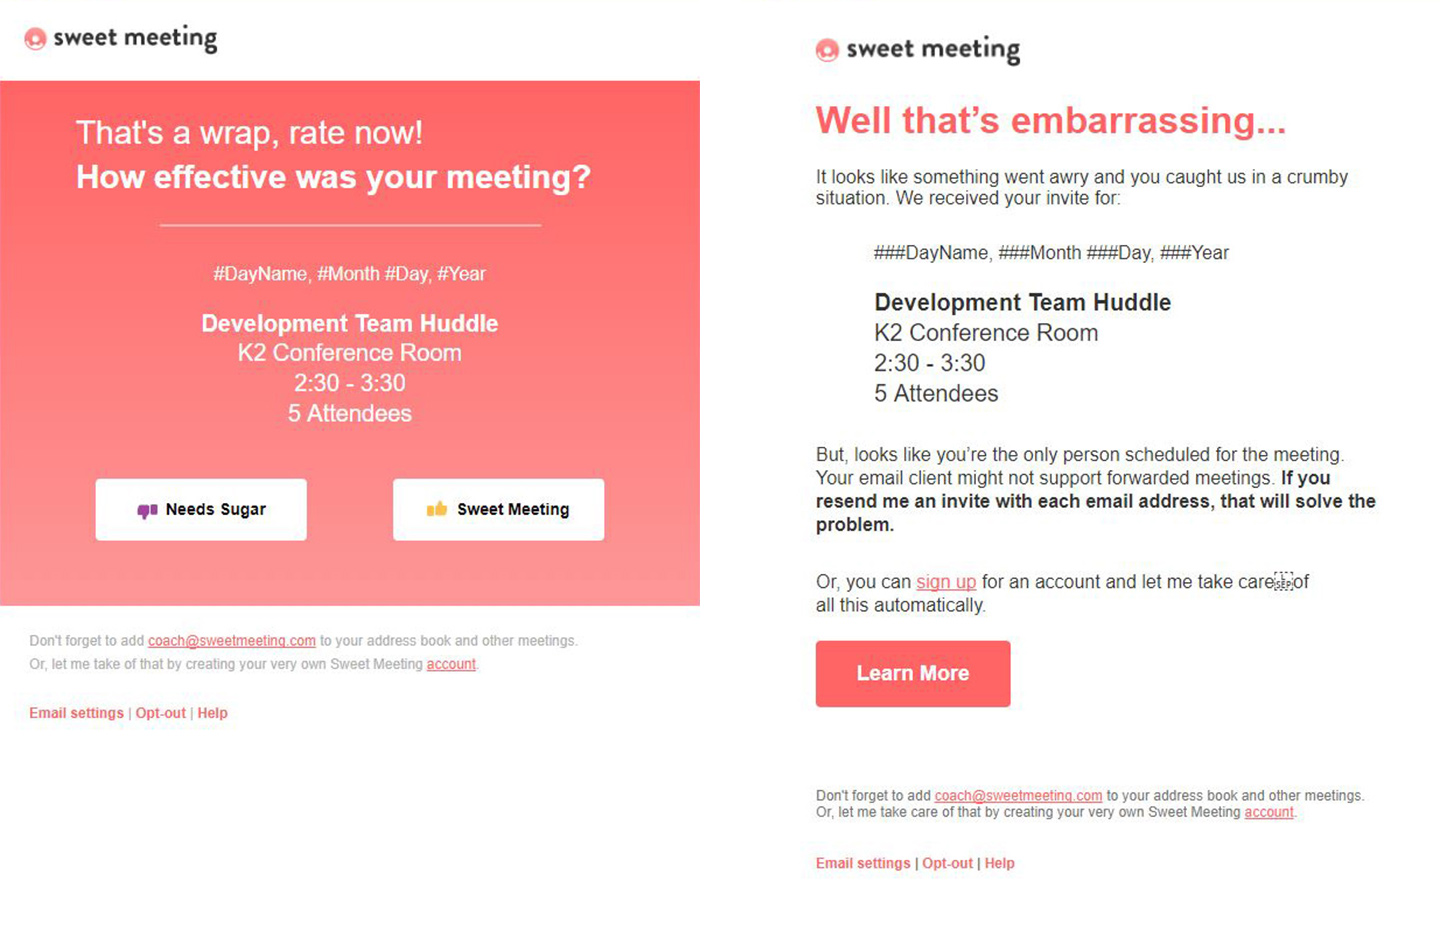 sweet meeting
That's a wrap, rate now!
How effective was your meeting?
#DayName, #Month #Day, #Year
Development Team Huddle
K2 Conference Room
2:30 - 3:30
5 Attendees
Needs Sugar
Sweet Meeting
Don't forget to add coach@sweetmeeting.com to your address book and other meetings.
Or, let me take of that by creating your very own Sweet Meeting account.
Email settings | Opt-out | Help
sweet meeting
Well that’s embarrassing...
It looks like something went awry and you caught us in a crumby
situation. We received your invite for:
###DayName, ###Month ###Day, ###Year
Development Team Huddle
K2 Conference Room
2:30 - 3:30
5 Attendees
But, looks like you’re the only person scheduled for the meeting.
Your email client might not support forwarded meetings. If you
resend me an invite with each email address, that will solve the
problem.
Or, you can sign up for an account and let me take care SEP of
all this automatically.
Learn More
Don't forget to add coach@sweetmeeting.com to your address book and other meetings.
Or, let me take care of that by creating your very own Sweet Meeting account.
Email settings | Opt-out | Help